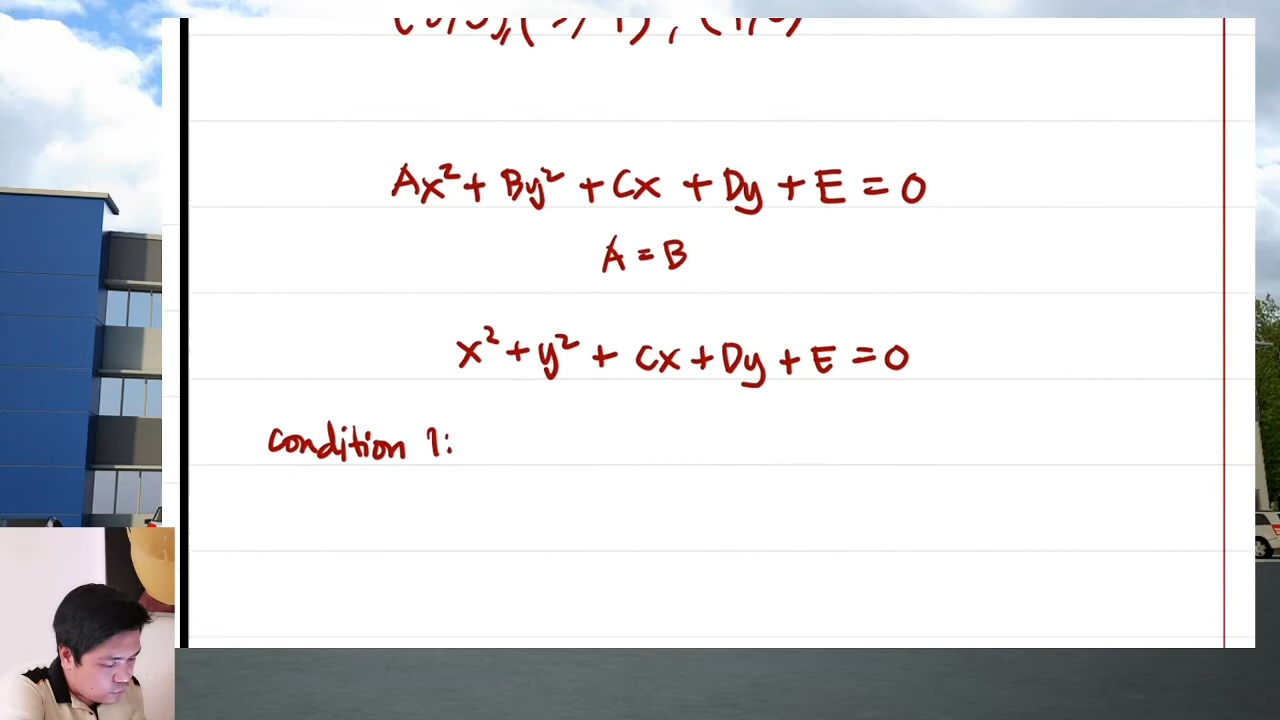 Ax² + By² + Cx + Dy + E = 0
A = B
x² + y² + Cx + Dy + E = 0
condition 1: